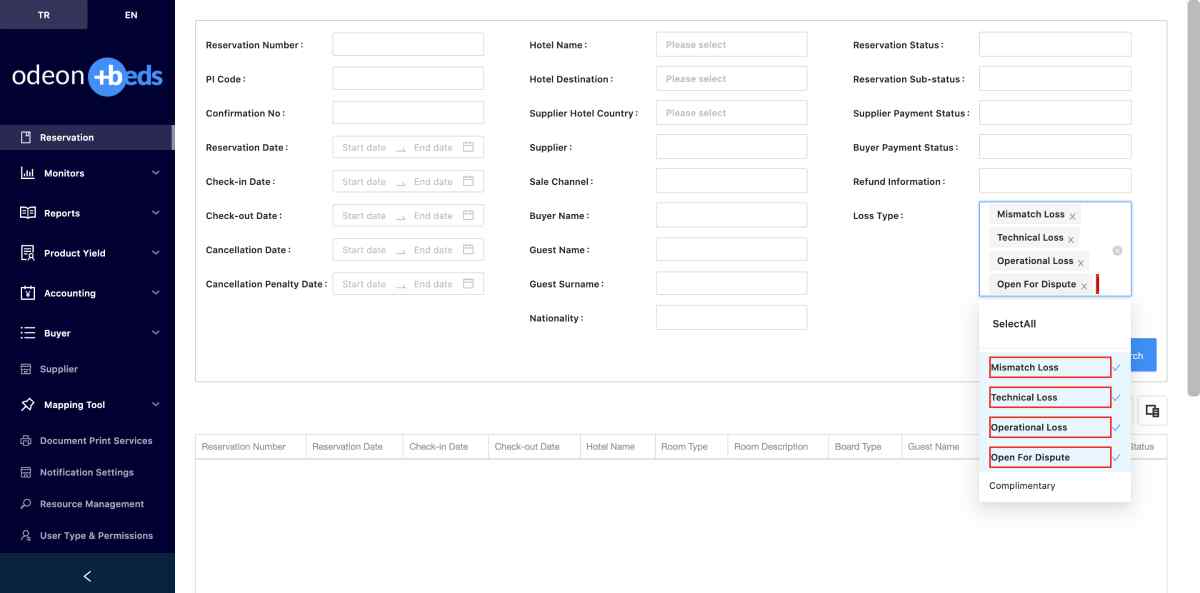 TR EN
odeon +beds
Reservation
Monitors
Reports
Product Yield
Accounting
Buyer
Supplier
Mapping Tool
Document Print Services
Notification Settings
Resource Management
User Type & Permissions
Reservation Number :
PI Code :
Confirmation No :
Reservation Date : Start date End date
Check-in Date : Start date End date
Check-out Date : Start date End date
Cancellation Date : Start date End date
Cancellation Penalty Date : Start date End date
Hotel Name : Please select
Hotel Destination : Please select
Supplier Hotel Country : Please select
Supplier :
Sale Channel :
Buyer Name :
Guest Name :
Guest Surname :
Nationality :
Reservation Status :
Reservation Sub-status :
Supplier Payment Status :
Buyer Payment Status :
Refund Information :
Loss Type :
Mismatch Loss
Technical Loss
Operational Loss
Open For Dispute
SelectAll
Mismatch Loss
Technical Loss
Operational Loss
Open For Dispute
Complimentary
Reservation Number Reservation Date Check-in Date Check-out Date Hotel Name Room Type Room Description Board Type Guest Name Status